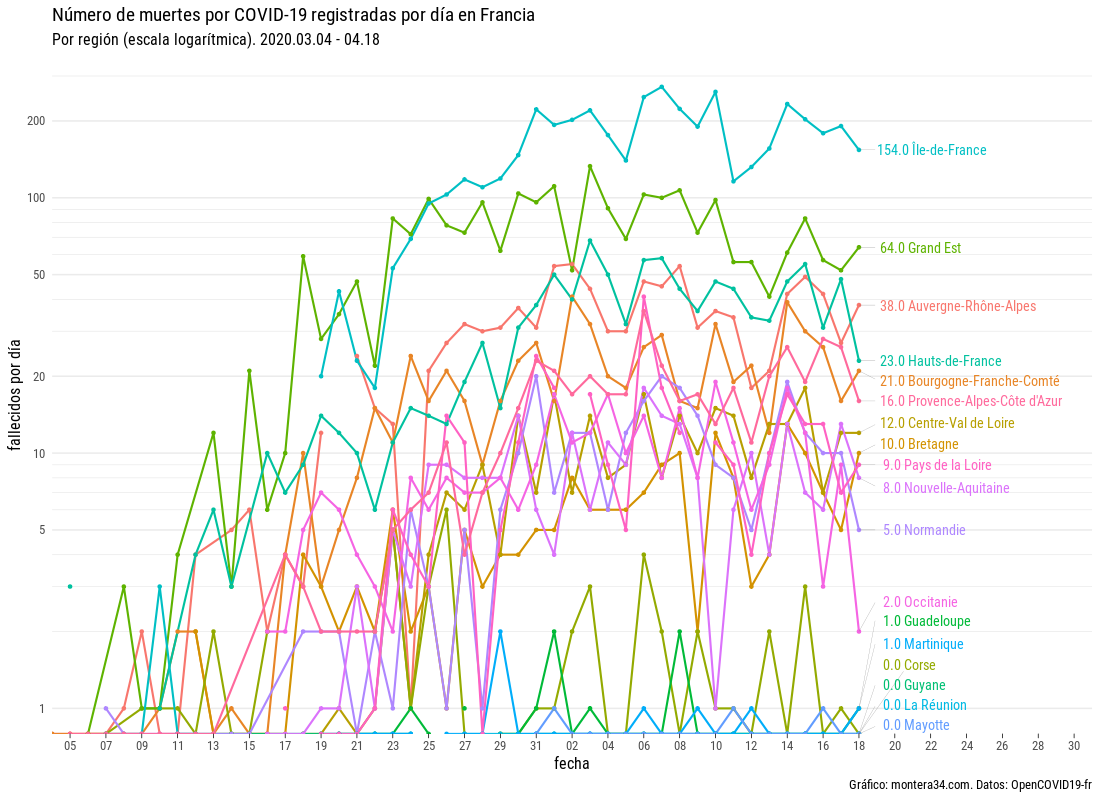 Número de muertes por COVID-19 registradas por día en Francia
Por región (escala logarítmica). 2020.03.04 - 04.18
fallecidos por día
200
100
50
20
10
5
1
154.0 Île-de-France
64.0 Grand Est
38.0 Auvergne-Rhône-Alpes
23.0 Hauts-de-France
21.0 Bourgogne-Franche-Comté
16.0 Provence-Alpes-Côte d'Azur
12.0 Centre-Val de Loire
10.0 Bretagne
9.0 Pays de la Loire
8.0 Nouvelle-Aquitaine
5.0 Normandie
2.0 Occitanie
1.0 Guadeloupe
1.0 Martinique
0.0 Corse
0.0 Guyane
0.0 La Réunion
0.0 Mayotte
05 07 09 11 13 15 17 19 21 23 25 27 29 31 02 04 06 08 10 12 14 16 18 20 22 24 26 28 30
fecha
Gráfico: montera34.com. Datos: OpenCOVID19-fr